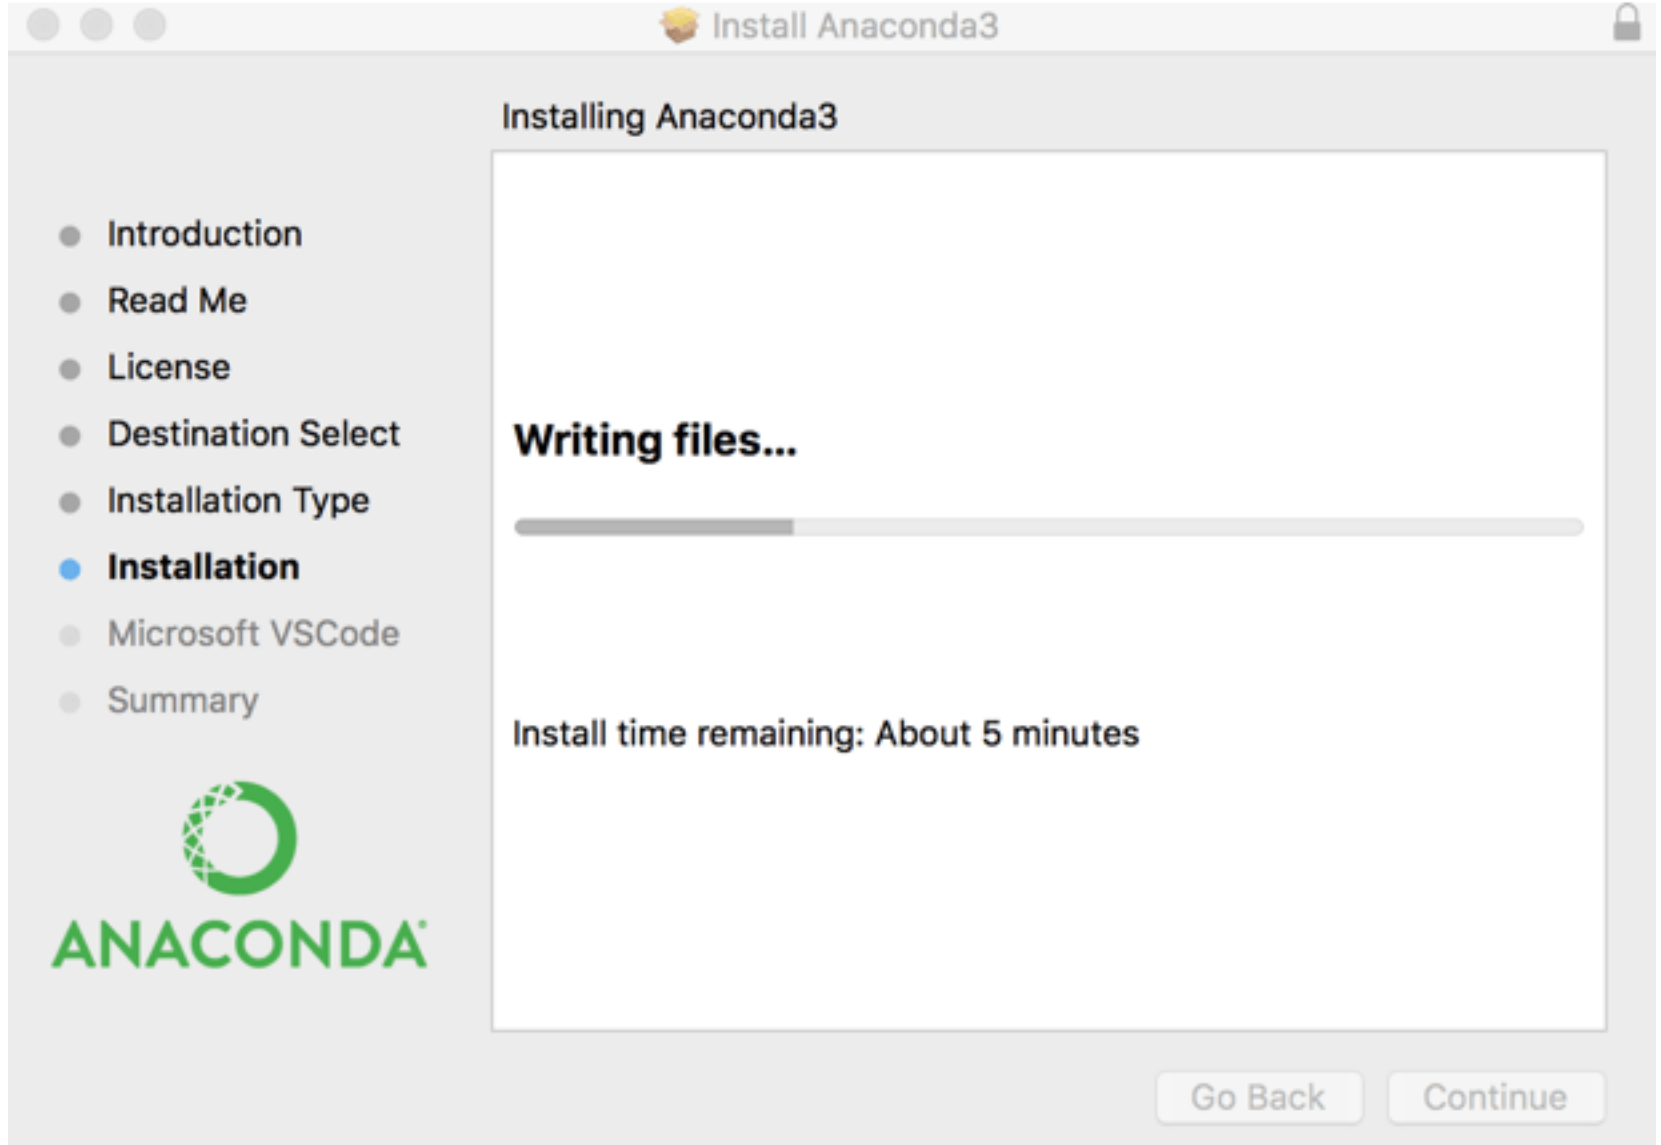 Install Anaconda3
Installing Anaconda3
Introduction
Read Me
License
Destination Select
Installation Type
Installation
Microsoft VSCode
Summary
ANACONDA
Writing files...
Install time remaining: About 5 minutes
Go Back
Continue